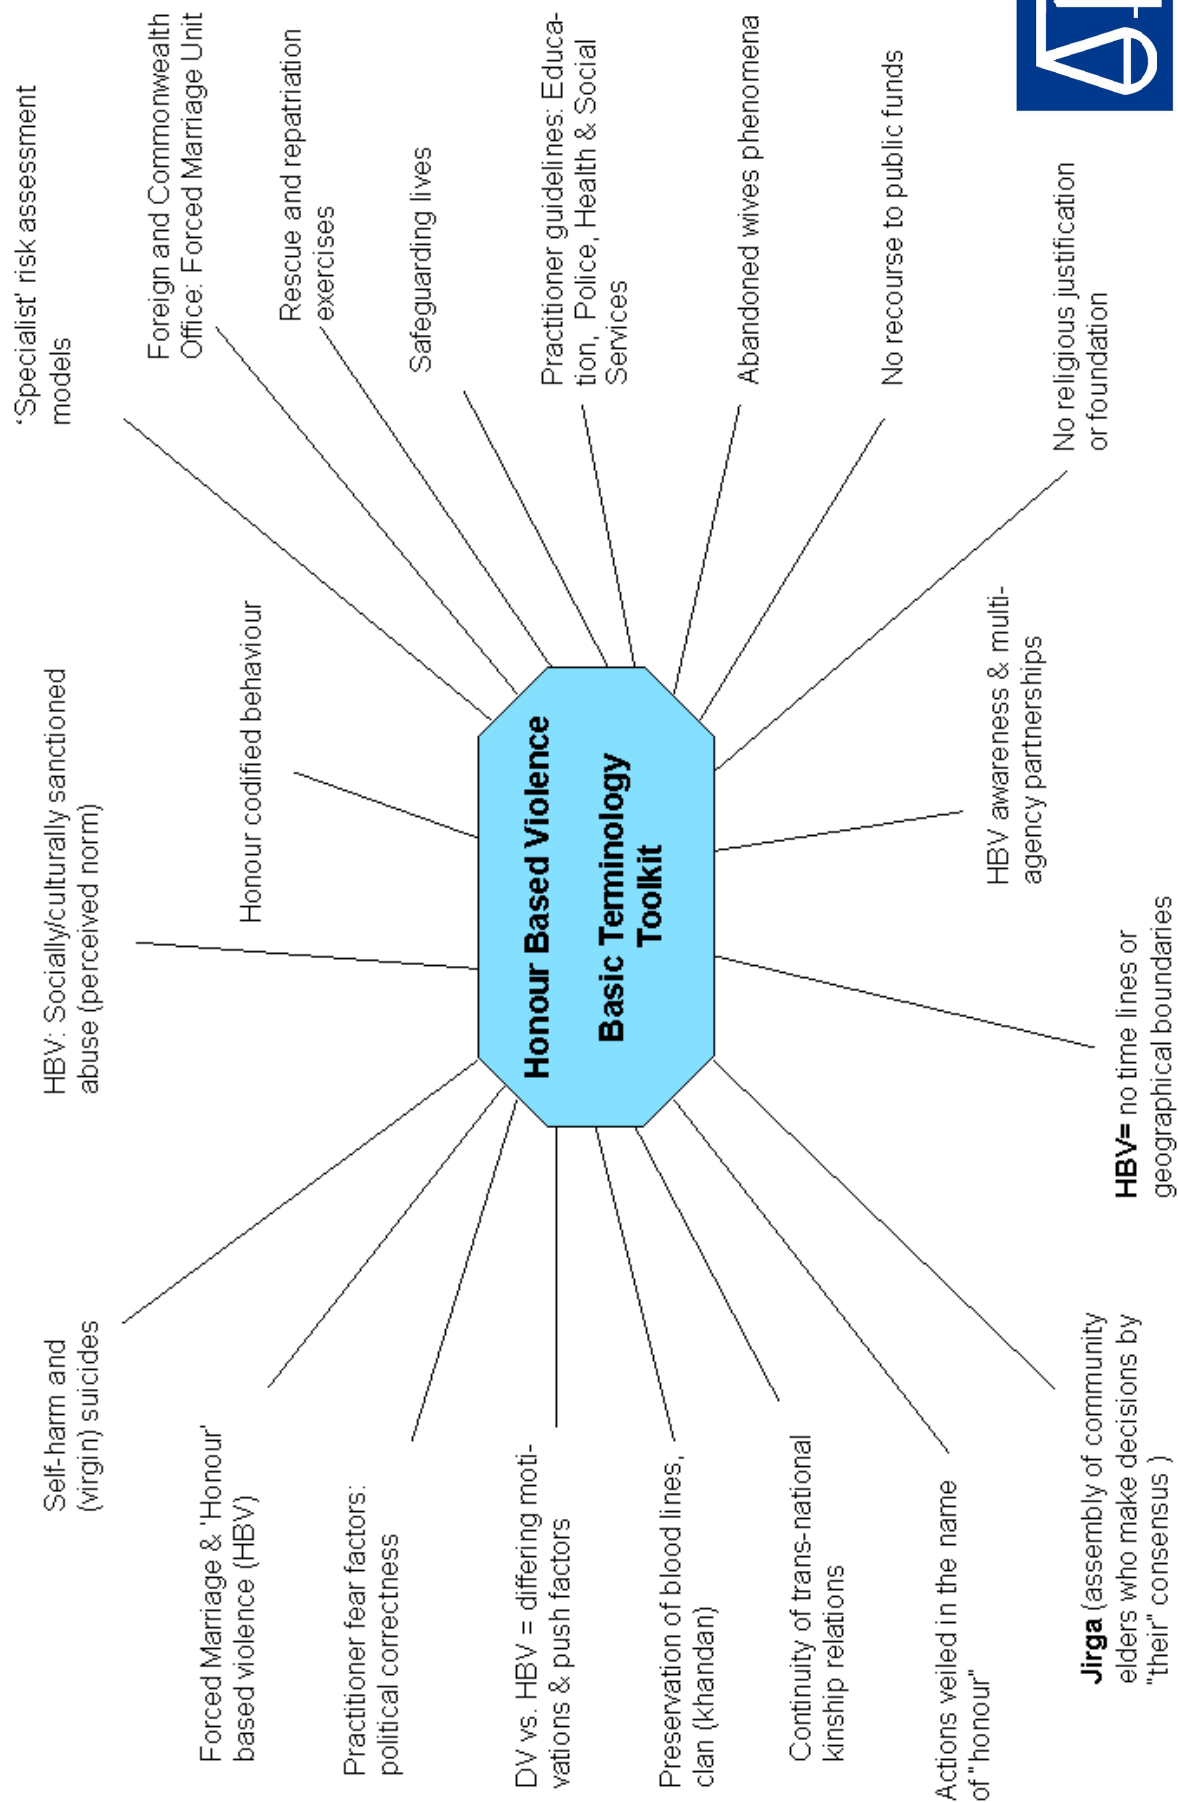 Self-harm and
(virgin) suicides
HBV: Socially/culturally sanctioned
abuse (perceived norm)
'Specialist' risk assessment
models
Forced Marriage & 'Honour'
based violence (HBV)
Honour codified behaviour
Foreign and Commonwealth
Office: Forced Marriage Unit
Practitioner fear factors:
political correctness
Rescue and repatriation
exercises
Safeguarding lives
DV vs. HBV = differing moti-
vations & push factors
Honour Based Violence
Basic Terminology
Toolkit
Practitioner guidelines: Educa-
tion, Police, Health & Social
Services
Preservation of blood lines,
clan (khandan)
Abandoned wives phenomena
Continuity of trans-national
kinship relations
No recourse to public funds
Actions veiled in the name
of "honour"
HBV awareness & multi-
agency partnerships
No religious justification
or foundation
Jirga (assembly of community
elders who make decisions by
"their" consensus )
HBV= no time lines or
geographical boundaries